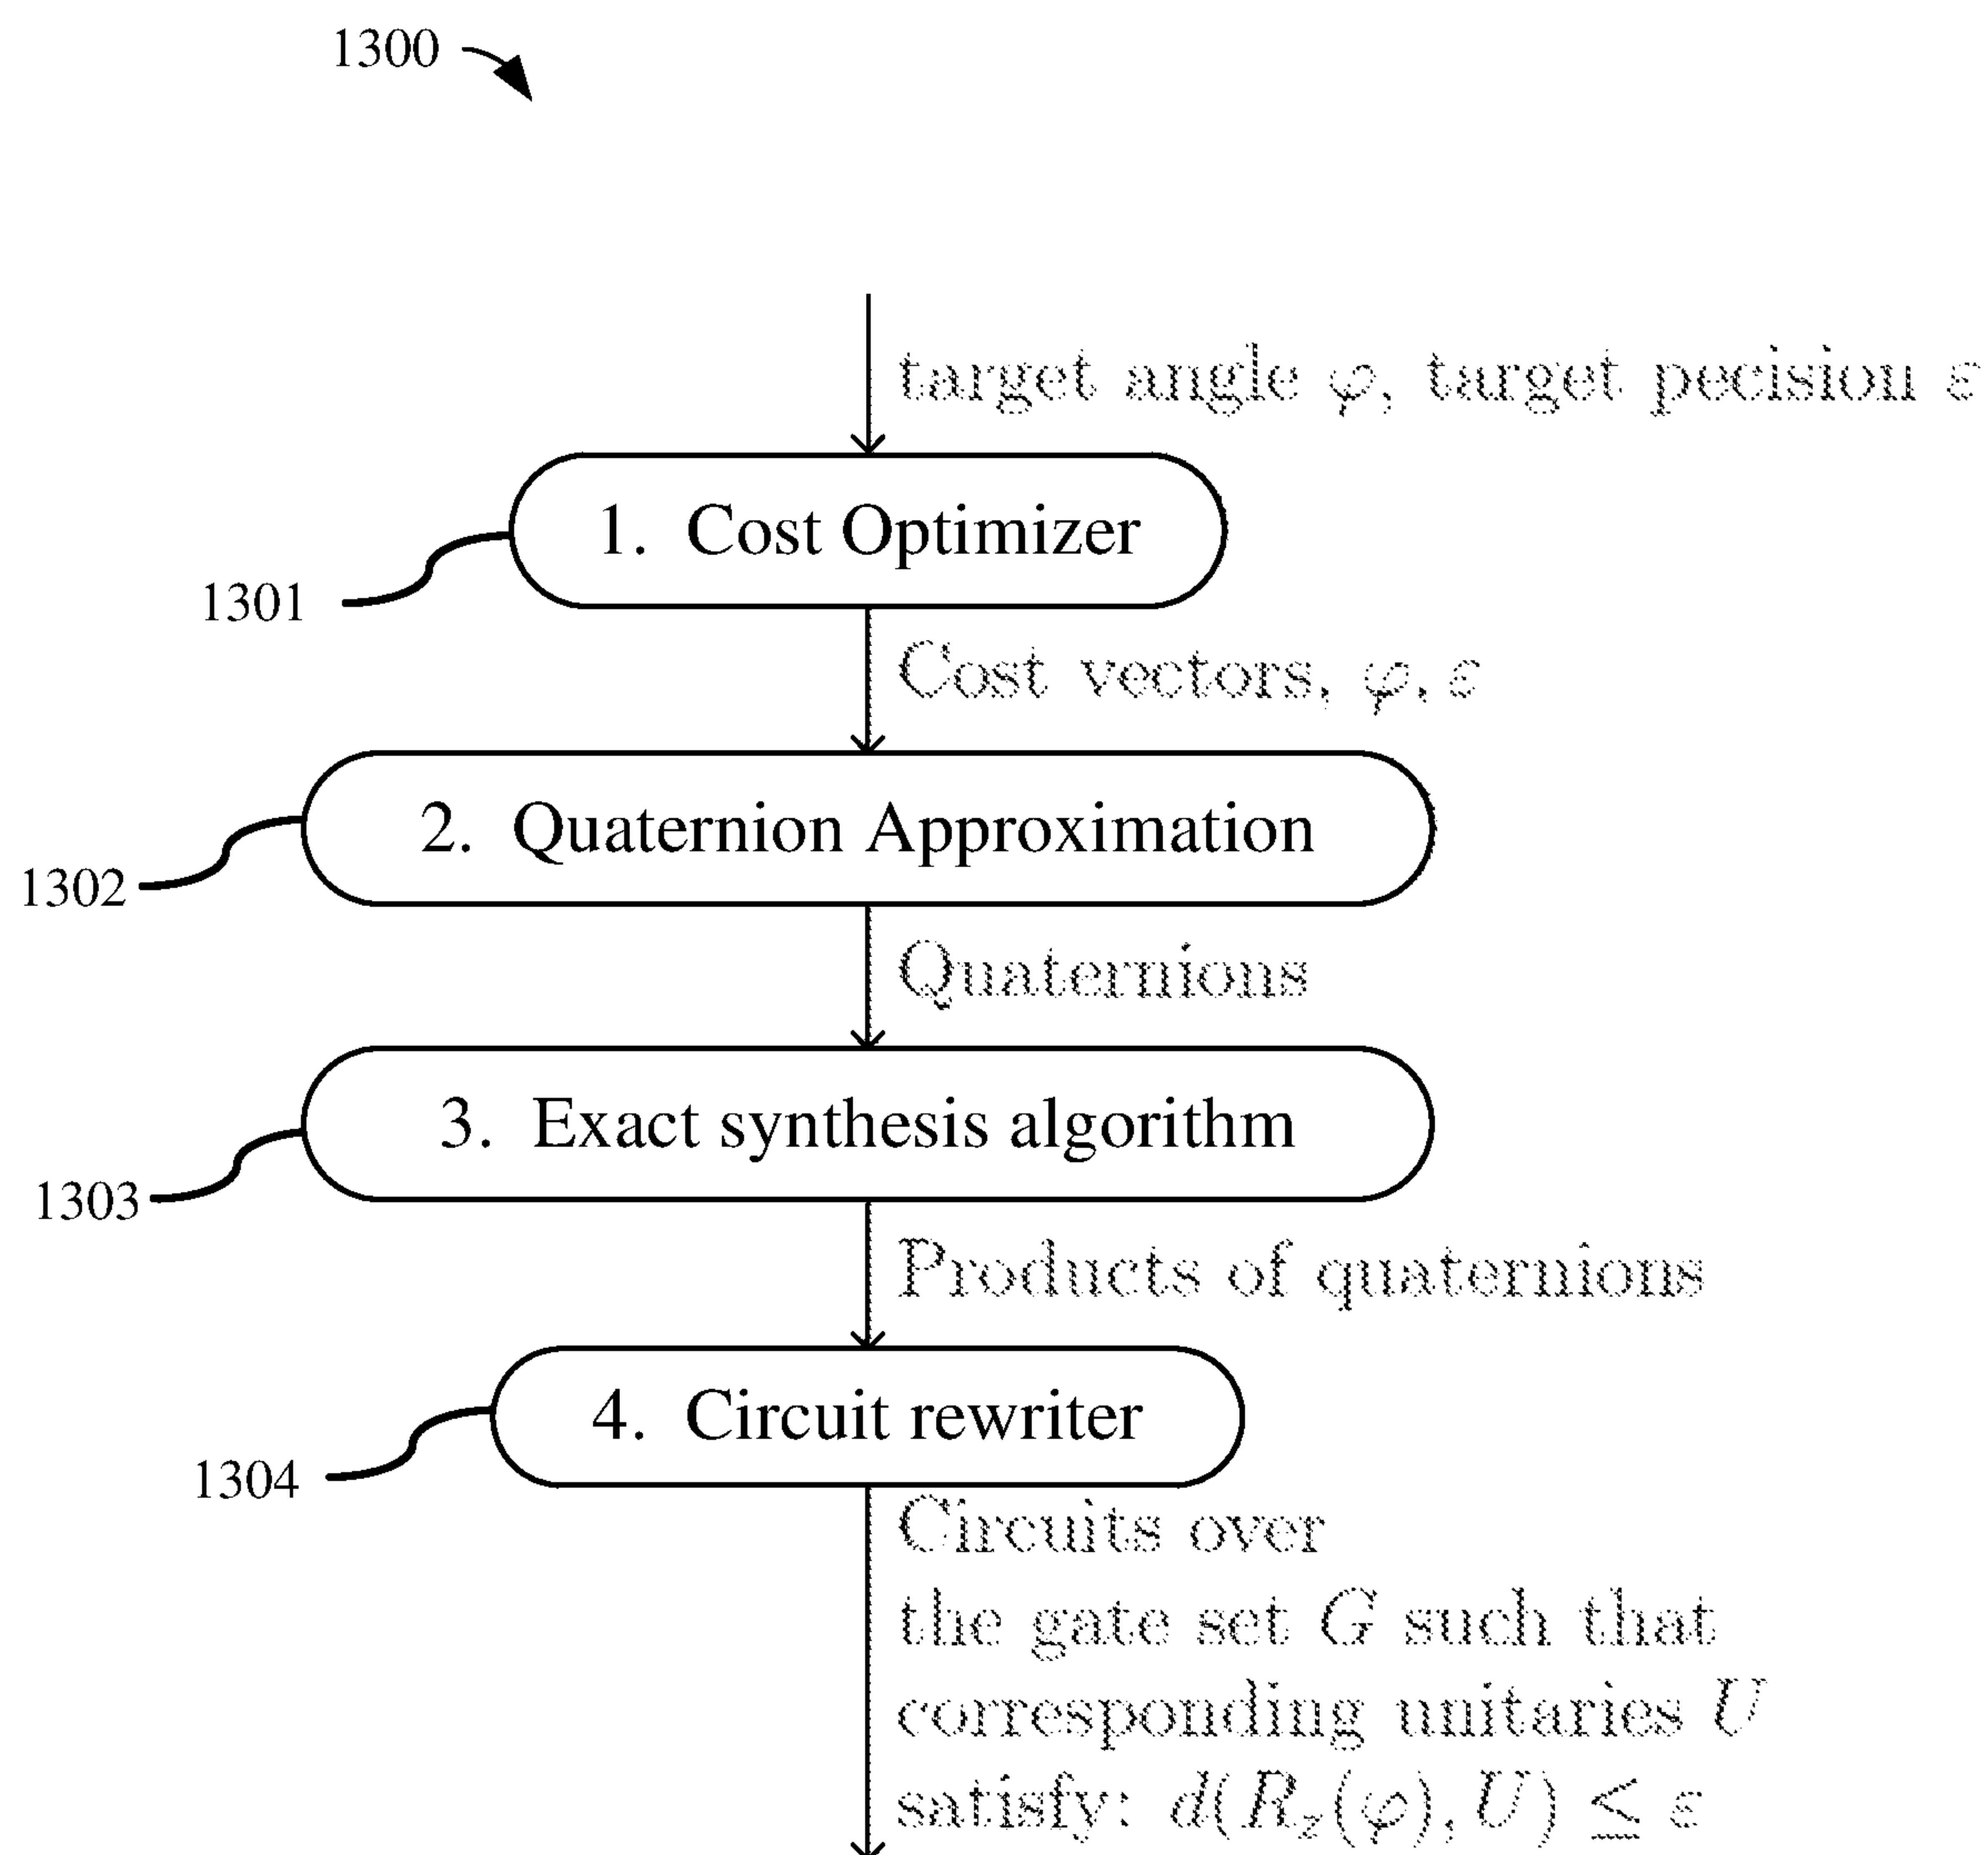 1300
target angle φ, target pecision ε
1. Cost Optimizer
1301
Cost vectors, φ, ε
2. Quaternion Approximation
1302
Quaternions
3. Exact synthesis algorithm
1303
Products of quaternions
4. Circuit rewriter
1304
Circuits over
the gate set G such that
corresponding unitaries U
satisfy: d(R_z(φ), U) ≤ ε